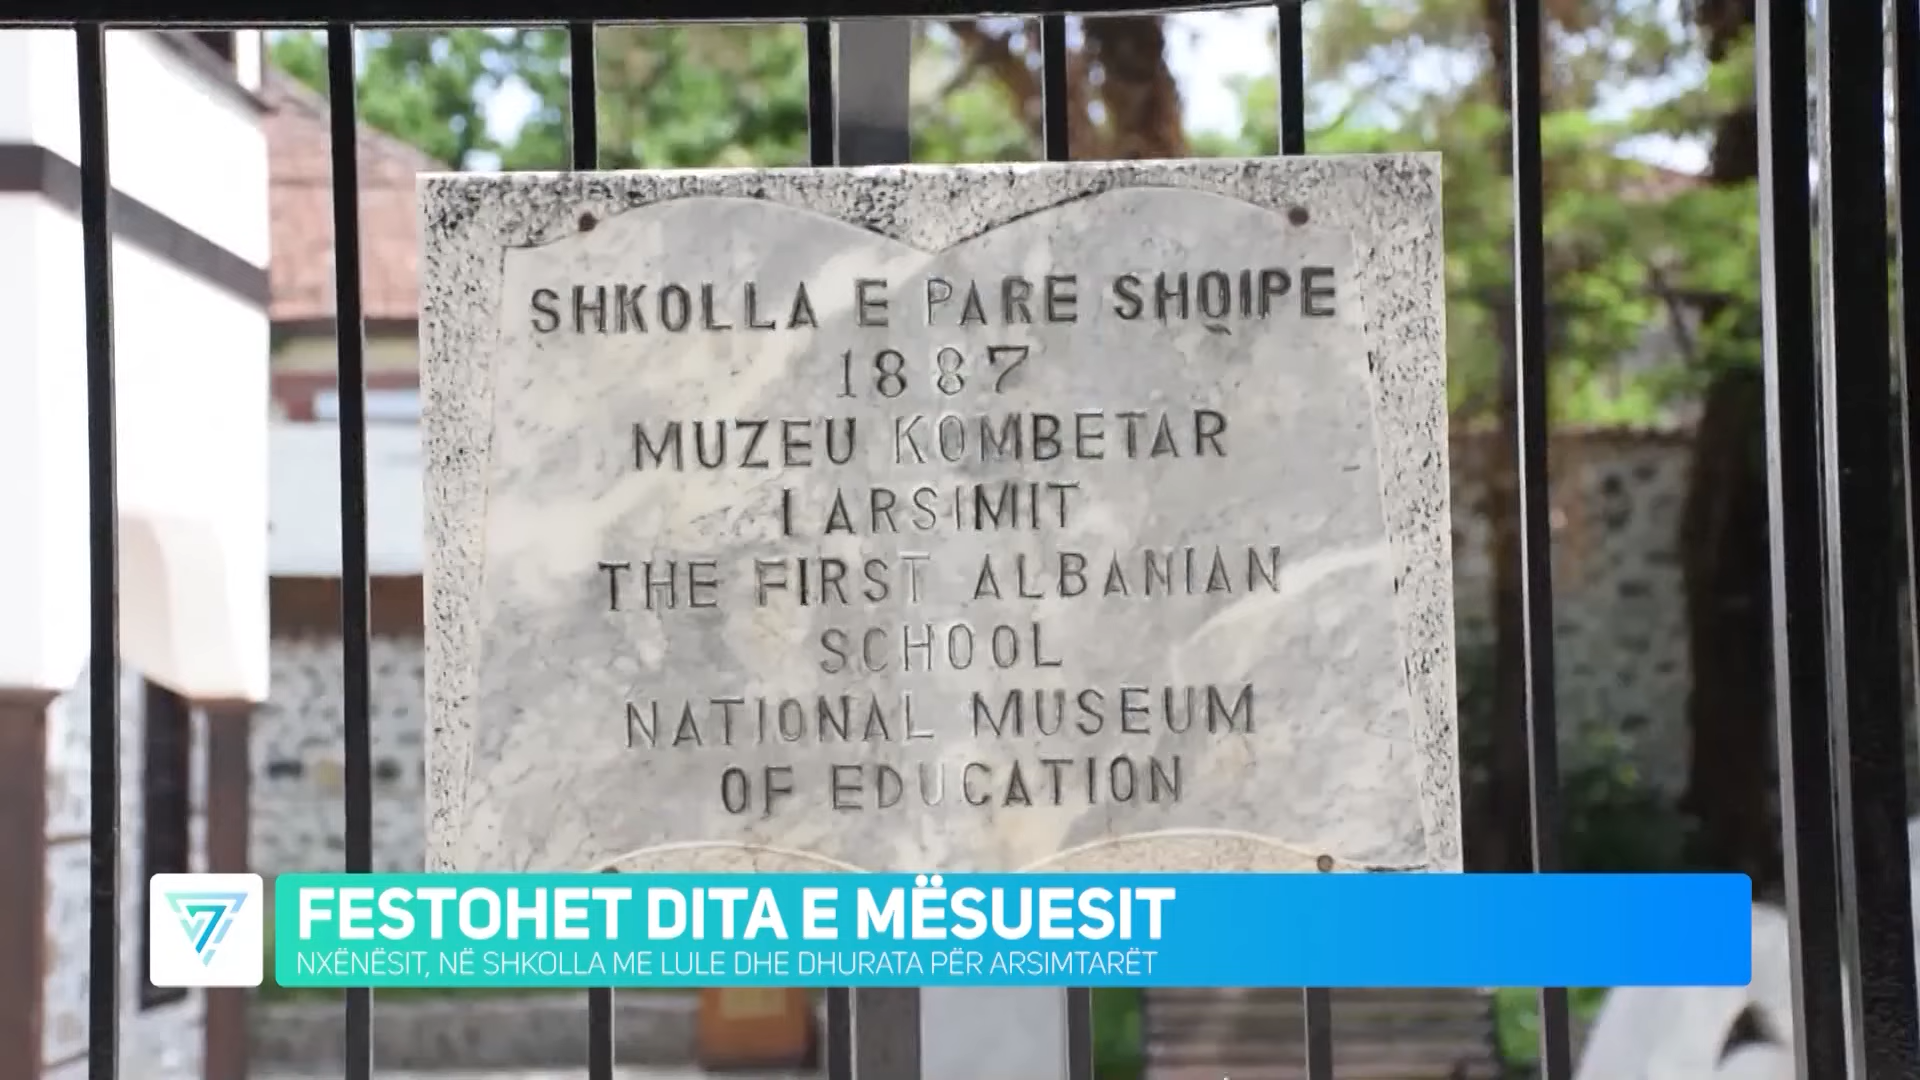 SHKOLLA E PARE SHQIPE
1887
MUZEU KOMBETAR
I ARSIMIT
THE FIRST ALBANIAN
SCHOOL
NATIONAL MUSEUM
OF EDUCATION
FESTOHET DITA E MËSUESIT
NXËNËSIT, NË SHKOLLA ME LULE DHE DHURATA PËR ARSIMTARËT